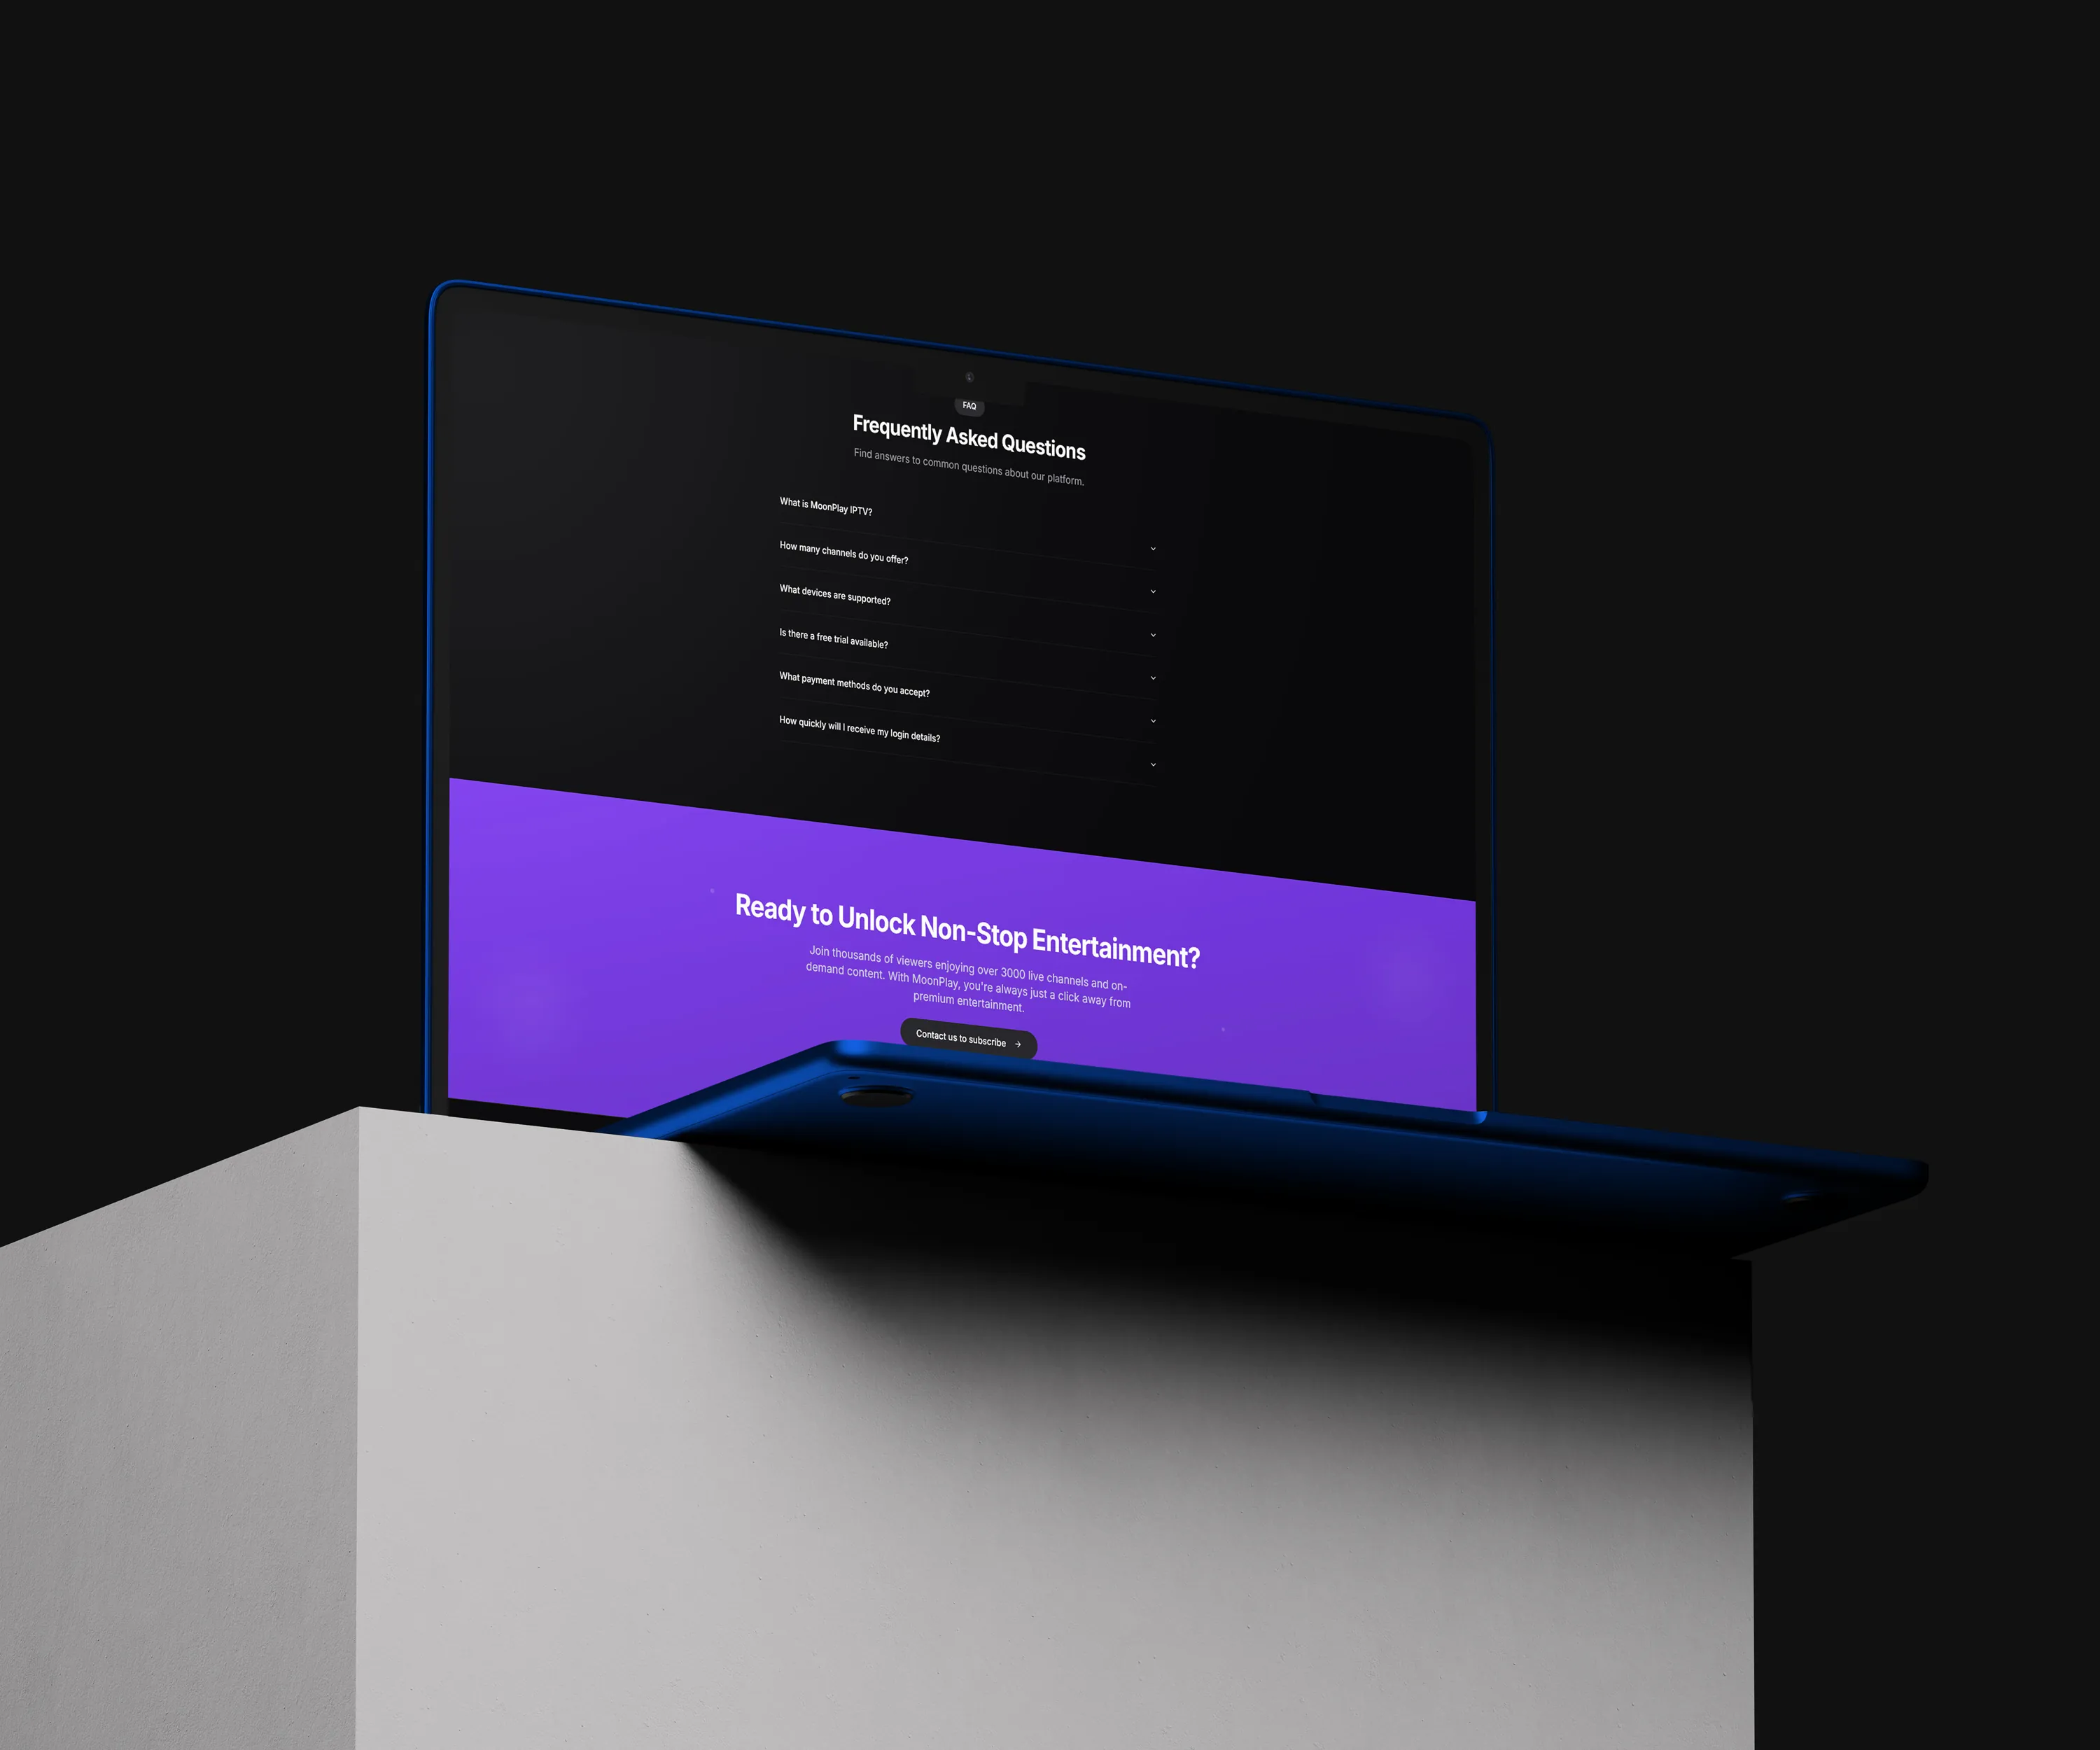 FAQ
Frequently Asked Questions
Find answers to common questions about our platform.
What is MoonPlay IPTV?
How many channels do you offer?
What devices are supported?
Is there a free trial available?
What payment methods do you accept?
How quickly will I receive my login details?
Ready to Unlock Non-Stop Entertainment?
Join thousands of viewers enjoying over 3000 live channels and on-
demand content. With MoonPlay, you're always just a click away from
premium entertainment.
Contact us to subscribe →